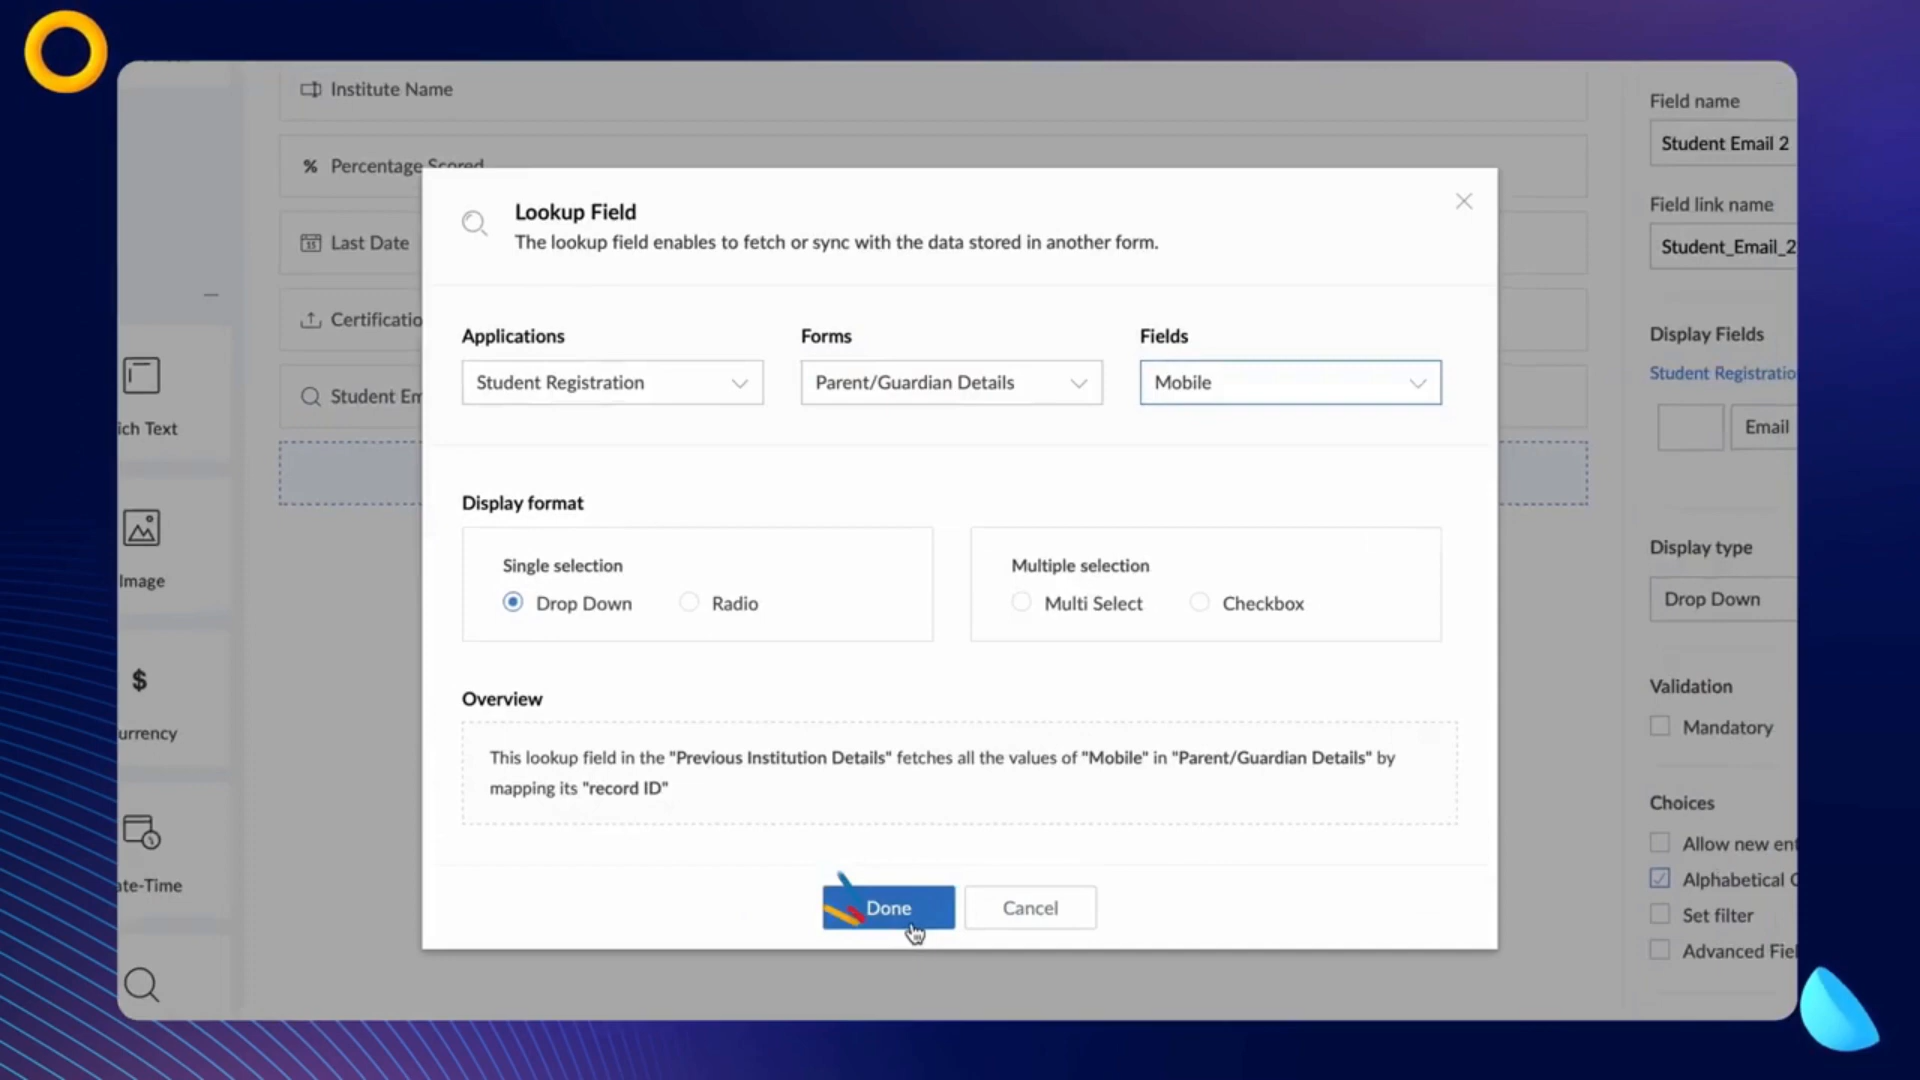 Institute Name
Percentage Scored
Last Date
Certificatio
Student Em
ich Text
Image
urrency
ate-Time
Lookup Field
The lookup field enables to fetch or sync with the data stored in another form.
Applications
Forms
Fields
Student Registration
Parent/Guardian Details
Mobile
Display format
Single selection
Drop Down
Radio
Multiple selection
Multi Select
Checkbox
Overview
This lookup field in the "Previous Institution Details" fetches all the values of "Mobile" in "Parent/Guardian Details" by
mapping its "record ID"
Done
Cancel
Field name
Student Email 2
Field link name
Student_Email_2
Display Fields
Student Registratio
Email
Display type
Drop Down
Validation
Mandatory
Choices
Allow new ent
Alphabetical O
Set filter
Advanced Fiel